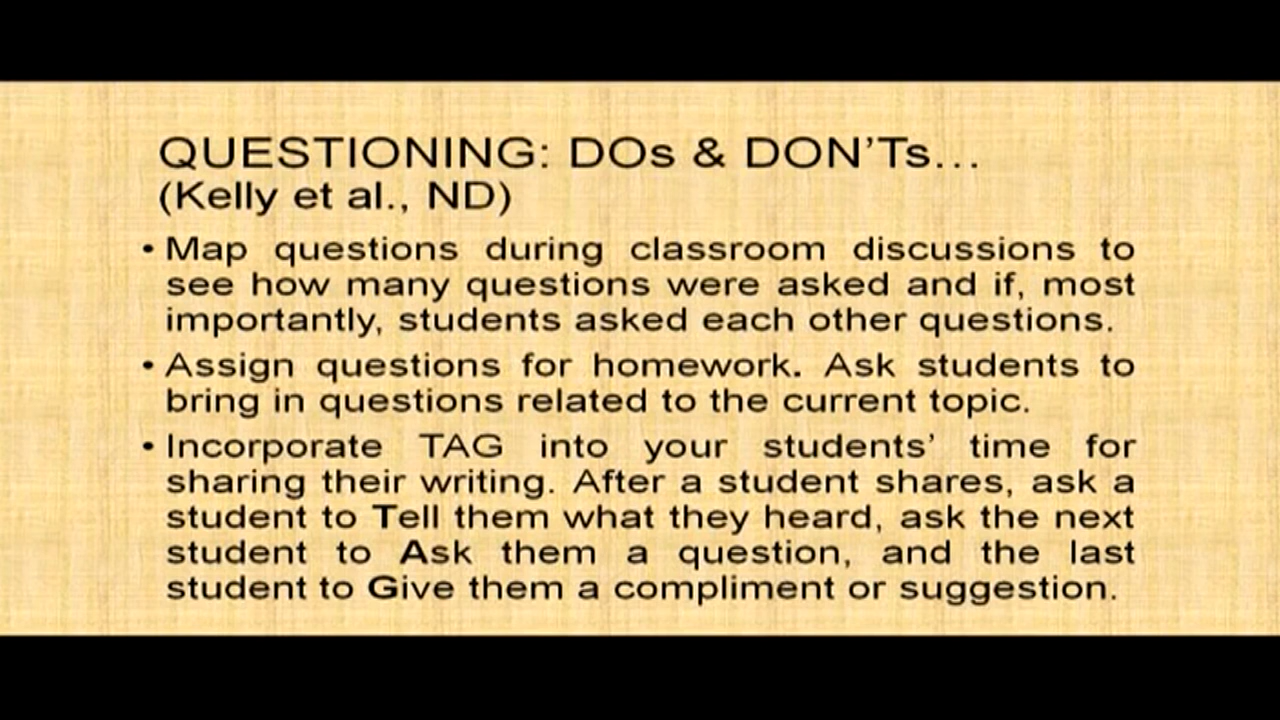 QUESTIONING: DOs & DON'Ts...
(Kelly et al., ND)
• Map questions during classroom discussions to
see how many questions were asked and if, most
importantly, students asked each other questions.
• Assign questions for homework. Ask students to
bring in questions related to the current topic.
• Incorporate TAG into your students' time for
sharing their writing. After a student shares, ask a
student to Tell them what they heard, ask the next
student to Ask them a question, and the last
student to Give them a compliment or suggestion.